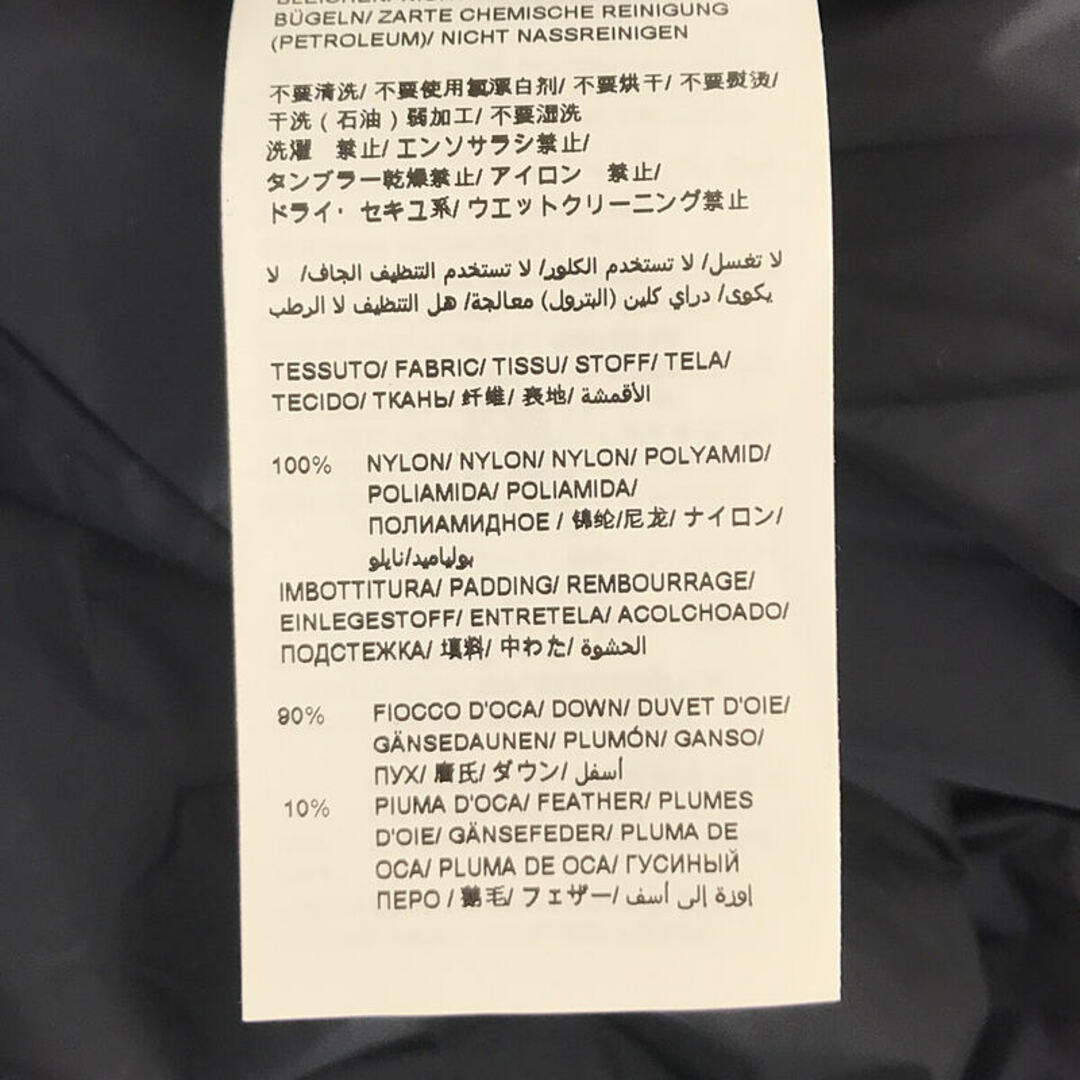 BÜGELN/ ZARTE CHEMISCHE REINIGUNG
(PETROLEUM)/ NICHT NASSREINIGEN
不要清洗/ 不要使用氯漂白剂/ 不要烘干/ 不要熨烫/
干洗 ( 石油 ) 弱加工/ 不要湿洗
洗濯 禁止/ エンソサラシ禁止/
タンブラー乾燥禁止/ アイロン 禁止/
ドライ· セキユ系/ ウエットクリーニング禁止
لا تغسل/ لا تستخدم الكلور/ لا تستخدم التنظيف الجاف/ لا
يكوى/ دراي كلين (البترول) معالجة/ هل التنظيف لا الرطب
TESSUTO/ FABRIC/ TISSU/ STOFF/ TELA/
TECIDO/ ТКАНЬ/ 纤维/ 表地/ الأقمشة
100% NYLON/ NYLON/ NYLON/ POLYAMID/
POLIAMIDA/ POLIAMIDA/
ПОЛИАМИДНОЕ / 锦纶/尼龙/ ナイロン/
بولياميد/نايلو
IMBOTTITURA/ PADDING/ REMBOURRAGE/
EINLEGESTOFF/ ENTRETELA/ ACOLCHOADO/
ПОДСТЕЖКА/ 填料/ 中わた/ الحشوة
90% FIOCCO D'OCA/ DOWN/ DUVET D'OIE/
GÄNSEDAUNEN/ PLUMÓN/ GANSO/
ПУХ/ 唐氏/ ダウン/ أسفل
10% PIUMA D'OCA/ FEATHER/ PLUMES
D'OIE/ GÄNSEFEDER/ PLUMA DE
OCA/ PLUMA DE OCA/ ГУСИНЫЙ
ПЕРО / 鵝毛/ フェザー/ اوزة إلى أسف